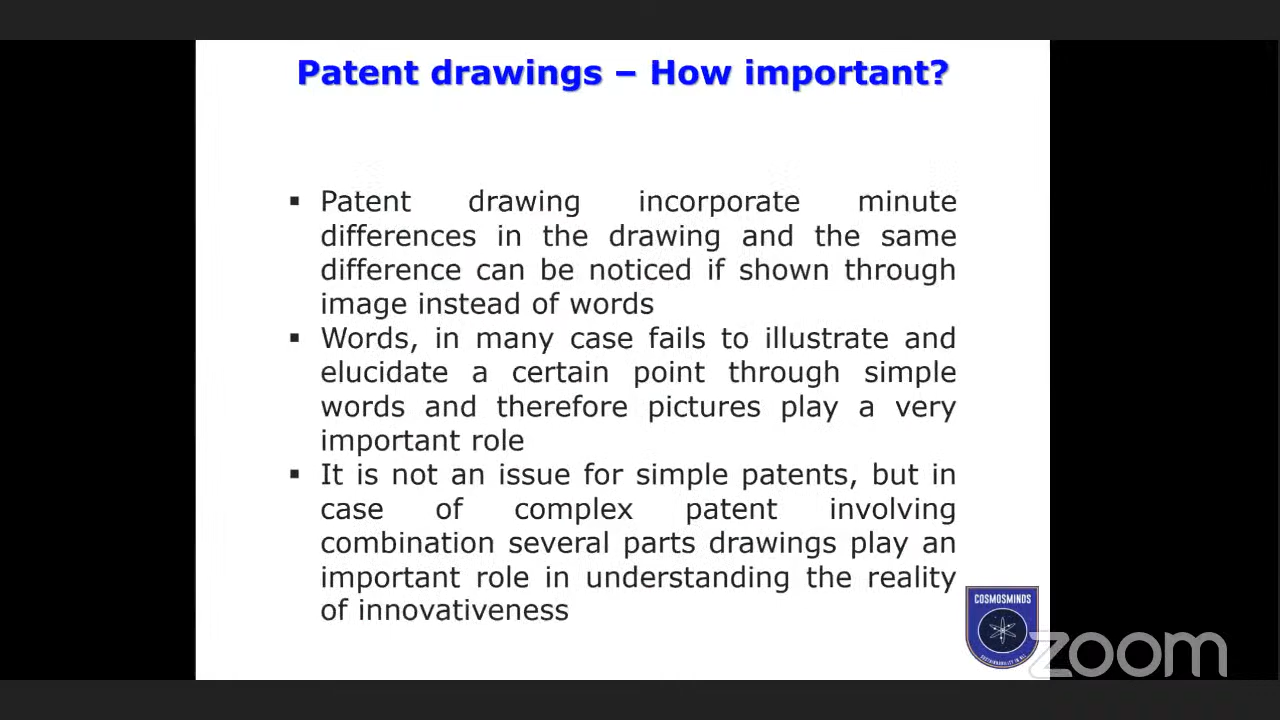 Patent drawings – How important?
▪ Patent drawing incorporate minute
differences in the drawing and the same
difference can be noticed if shown through
image instead of words
▪ Words, in many case fails to illustrate and
elucidate a certain point through simple
words and therefore pictures play a very
important role
▪ It is not an issue for simple patents, but in
case of complex patent involving
combination several parts drawings play an
important role in understanding the reality
of innovativeness
COSMOSMINDS
SUSTAINABILITY IN ALL
zoom